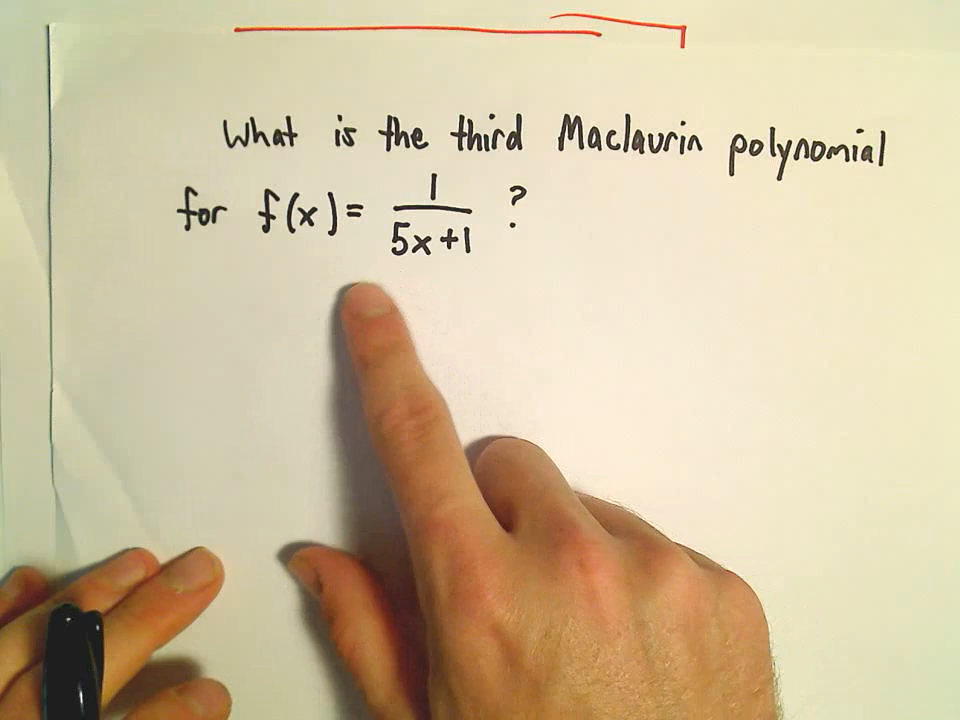 What is the third Maclaurin polynomial
for f(x) = 1/(5x+1) ?